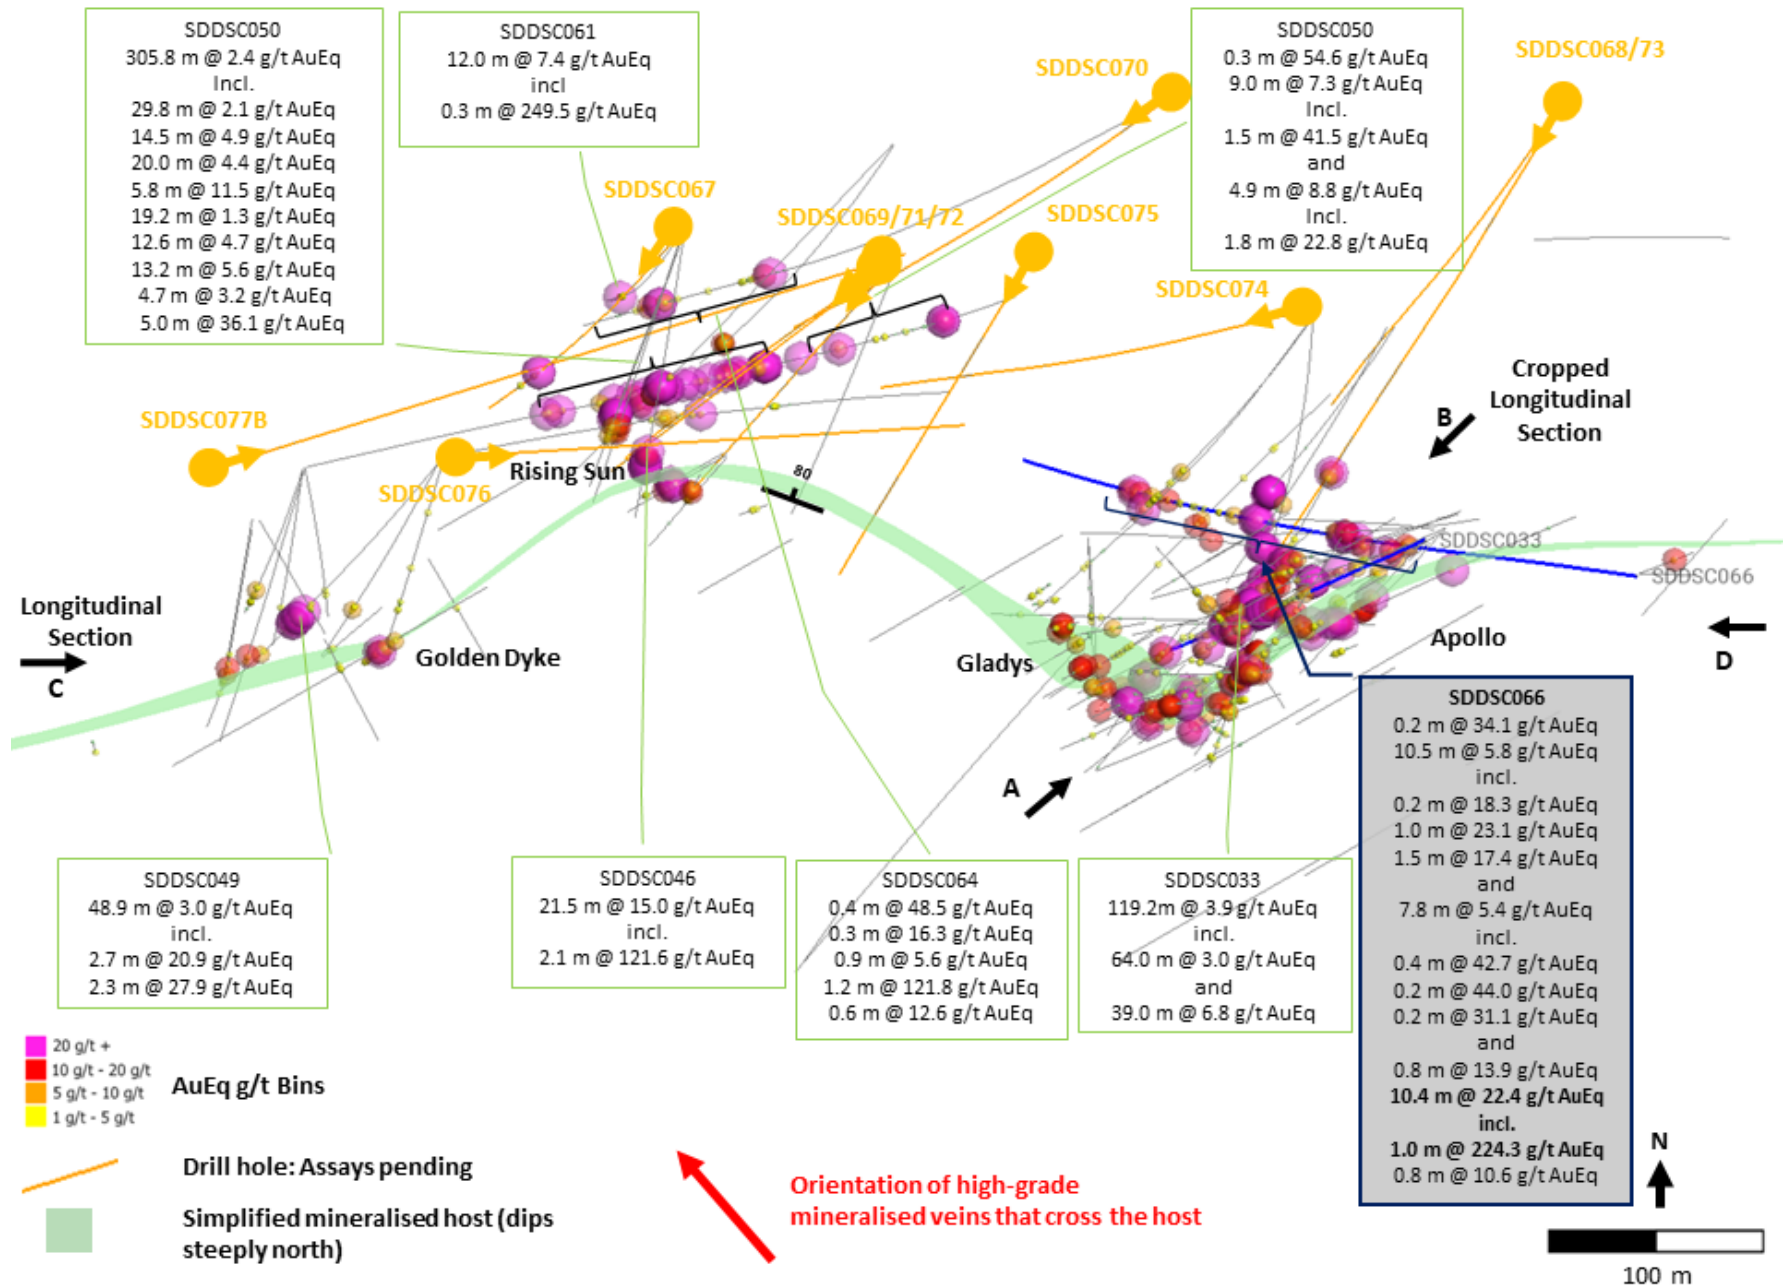 SDDSC050
305.8 m @ 2.4 g/t AuEq
Incl.
29.8 m @ 2.1 g/t AuEq
14.5 m @ 4.9 g/t AuEq
20.0 m @ 4.4 g/t AuEq
5.8 m @ 11.5 g/t AuEq
19.2 m @ 1.3 g/t AuEq
12.6 m @ 4.7 g/t AuEq
13.2 m @ 5.6 g/t AuEq
4.7 m @ 3.2 g/t AuEq
5.0 m @ 36.1 g/t AuEq
SDDSC061
12.0 m @ 7.4 g/t AuEq
incl
0.3 m @ 249.5 g/t AuEq
SDDSC050
0.3 m @ 54.6 g/t AuEq
9.0 m @ 7.3 g/t AuEq
Incl.
1.5 m @ 41.5 g/t AuEq
and
4.9 m @ 8.8 g/t AuEq
Incl.
1.8 m @ 22.8 g/t AuEq
SDDSC070
SDDSC068/73
SDDSC067
SDDSC069/71/72
SDDSC075
SDDSC074
SDDSC077B
SDDSC076
Rising Sun
80
Cropped
Longitudinal
Section
B
SDDSC033
SDDSC066
Longitudinal
Section
C
Golden Dyke
Gladys
Apollo
D
A
SDDSC066
0.2 m @ 34.1 g/t AuEq
10.5 m @ 5.8 g/t AuEq
incl.
0.2 m @ 18.3 g/t AuEq
1.0 m @ 23.1 g/t AuEq
1.5 m @ 17.4 g/t AuEq
and
7.8 m @ 5.4 g/t AuEq
incl.
0.4 m @ 42.7 g/t AuEq
0.2 m @ 44.0 g/t AuEq
0.2 m @ 31.1 g/t AuEq
and
0.8 m @ 13.9 g/t AuEq
10.4 m @ 22.4 g/t AuEq
incl.
1.0 m @ 224.3 g/t AuEq
0.8 m @ 10.6 g/t AuEq
SDDSC049
48.9 m @ 3.0 g/t AuEq
incl.
2.7 m @ 20.9 g/t AuEq
2.3 m @ 27.9 g/t AuEq
SDDSC046
21.5 m @ 15.0 g/t AuEq
incl.
2.1 m @ 121.6 g/t AuEq
SDDSC064
0.4 m @ 48.5 g/t AuEq
0.3 m @ 16.3 g/t AuEq
0.9 m @ 5.6 g/t AuEq
1.2 m @ 121.8 g/t AuEq
0.6 m @ 12.6 g/t AuEq
SDDSC033
119.2m @ 3.9 g/t AuEq
incl.
64.0 m @ 3.0 g/t AuEq
and
39.0 m @ 6.8 g/t AuEq
20 g/t +
10 g/t - 20 g/t
5 g/t - 10 g/t
1 g/t - 5 g/t
AuEq g/t Bins
Drill hole: Assays pending
Simplified mineralised host (dips
steeply north)
Orientation of high-grade
mineralised veins that cross the host
N
100 m